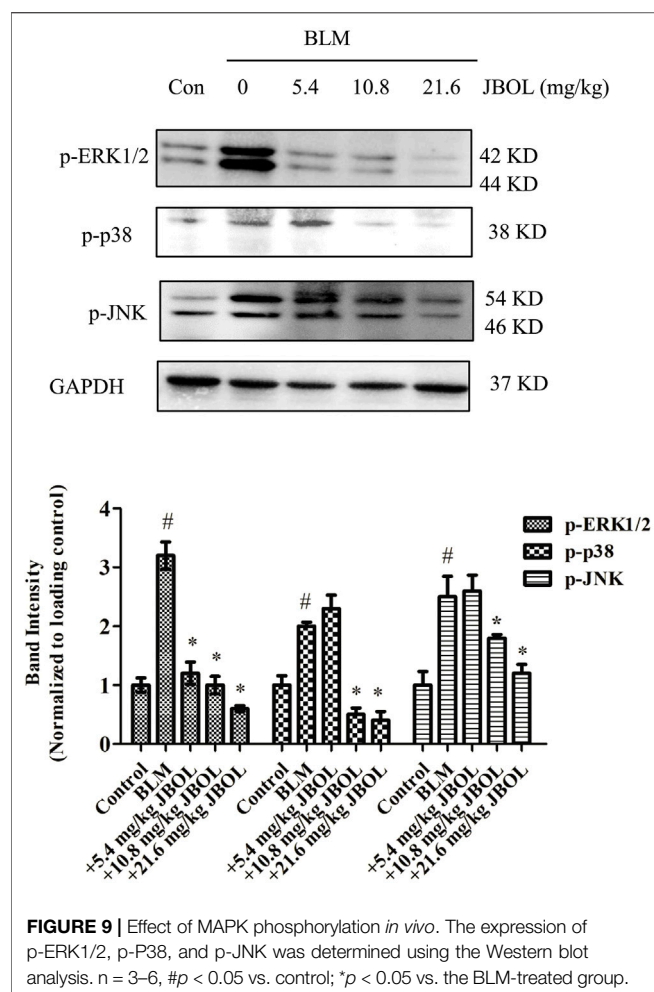 BLM
Con 0 5.4 10.8 21.6 JBOL (mg/kg)
p-ERK1/2
42 KD
44 KD
p-p38
38 KD
p-JNK
54 KD
46 KD
GAPDH
37 KD
Band Intensity
(Normalized to loading control)
4
3
2
1
0
#
*
*
*
#
*
*
#
*
*
p-ERK1/2
p-p38
p-JNK
Control
BLM
+5.4 mg/kg JBOL
+10.8 mg/kg JBOL
+21.6 mg/kg JBOL
Control
BLM
+5.4 mg/kg JBOL
+10.8 mg/kg JBOL
+21.6 mg/kg JBOL
Control
BLM
+5.4 mg/kg JBOL
+10.8 mg/kg JBOL
+21.6 mg/kg JBOL
FIGURE 9 | Effect of MAPK phosphorylation in vivo. The expression of
p-ERK1/2, p-P38, and p-JNK was determined using the Western blot
analysis. n = 3–6, #p < 0.05 vs. control; *p < 0.05 vs. the BLM-treated group.